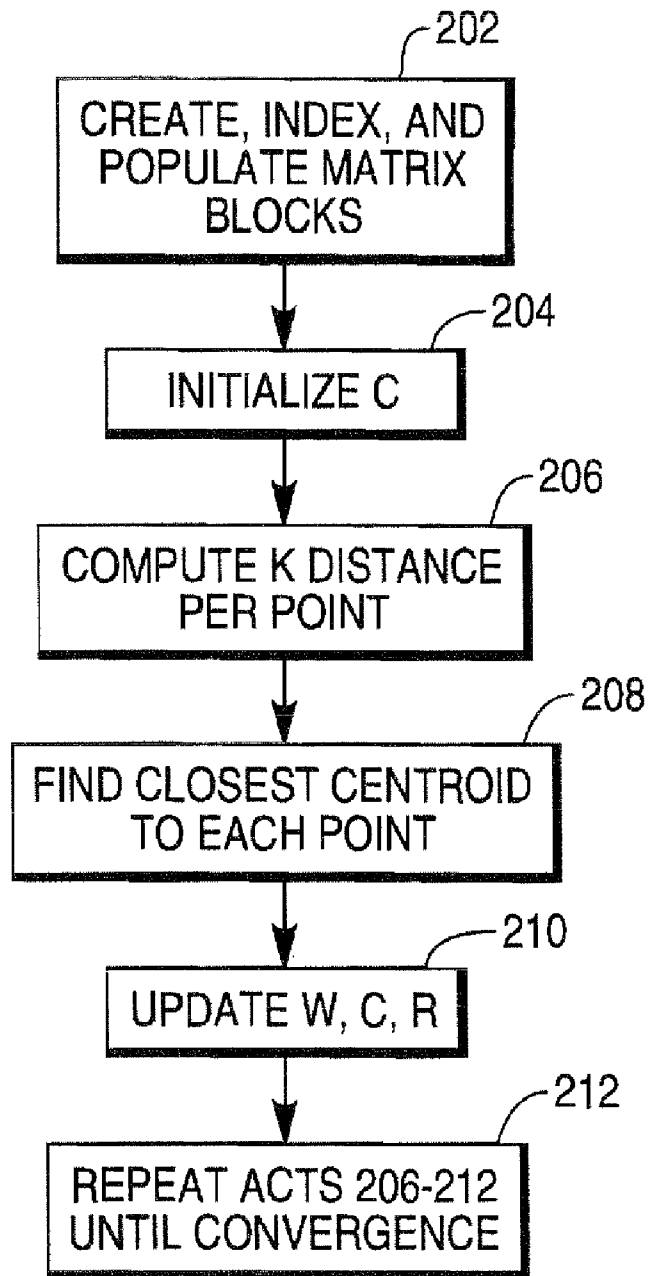 202
CREATE, INDEX, AND
POPULATE MATRIX
BLOCKS
204
INITIALIZE C
206
COMPUTE K DISTANCE
PER POINT
208
FIND CLOSEST CENTROID
TO EACH POINT
210
UPDATE W, C, R
212
REPEAT ACTS 206-212
UNTIL CONVERGENCE